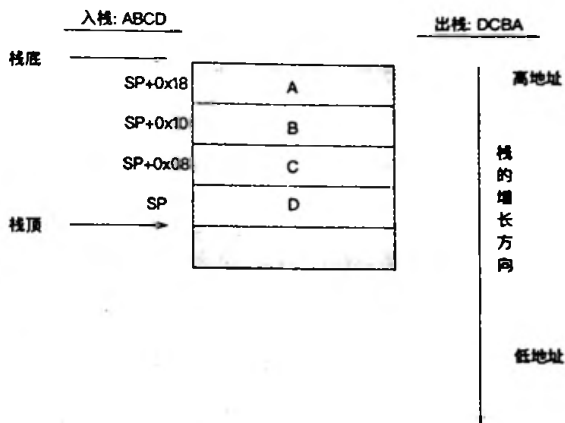 入栈: ABCD
出栈: DCBA
栈底
高地址
SP+0x18
A
SP+0x10
B
SP+0x08
C
SP
D
栈顶
栈的增长方向
低地址